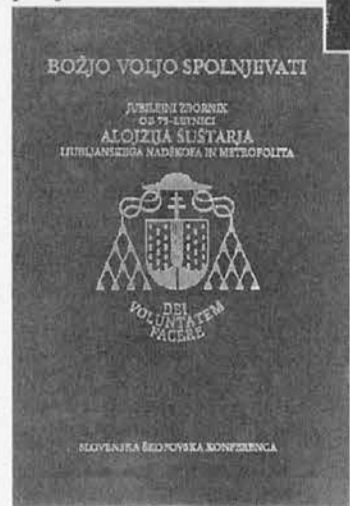 BOŽJO VOLJO SPOLNJEVATI
JUBILEJNI ZBORNIK
OB 75-LETNICI
ALOJZIJA ŠUŠTARJA
LJUBLJANSKEGA NADŠKOFA IN METROPOLITA
DEI
VOLUNTATEM
FACERE
SLOVENSKA ŠKOFOVSKA KONFERENCA